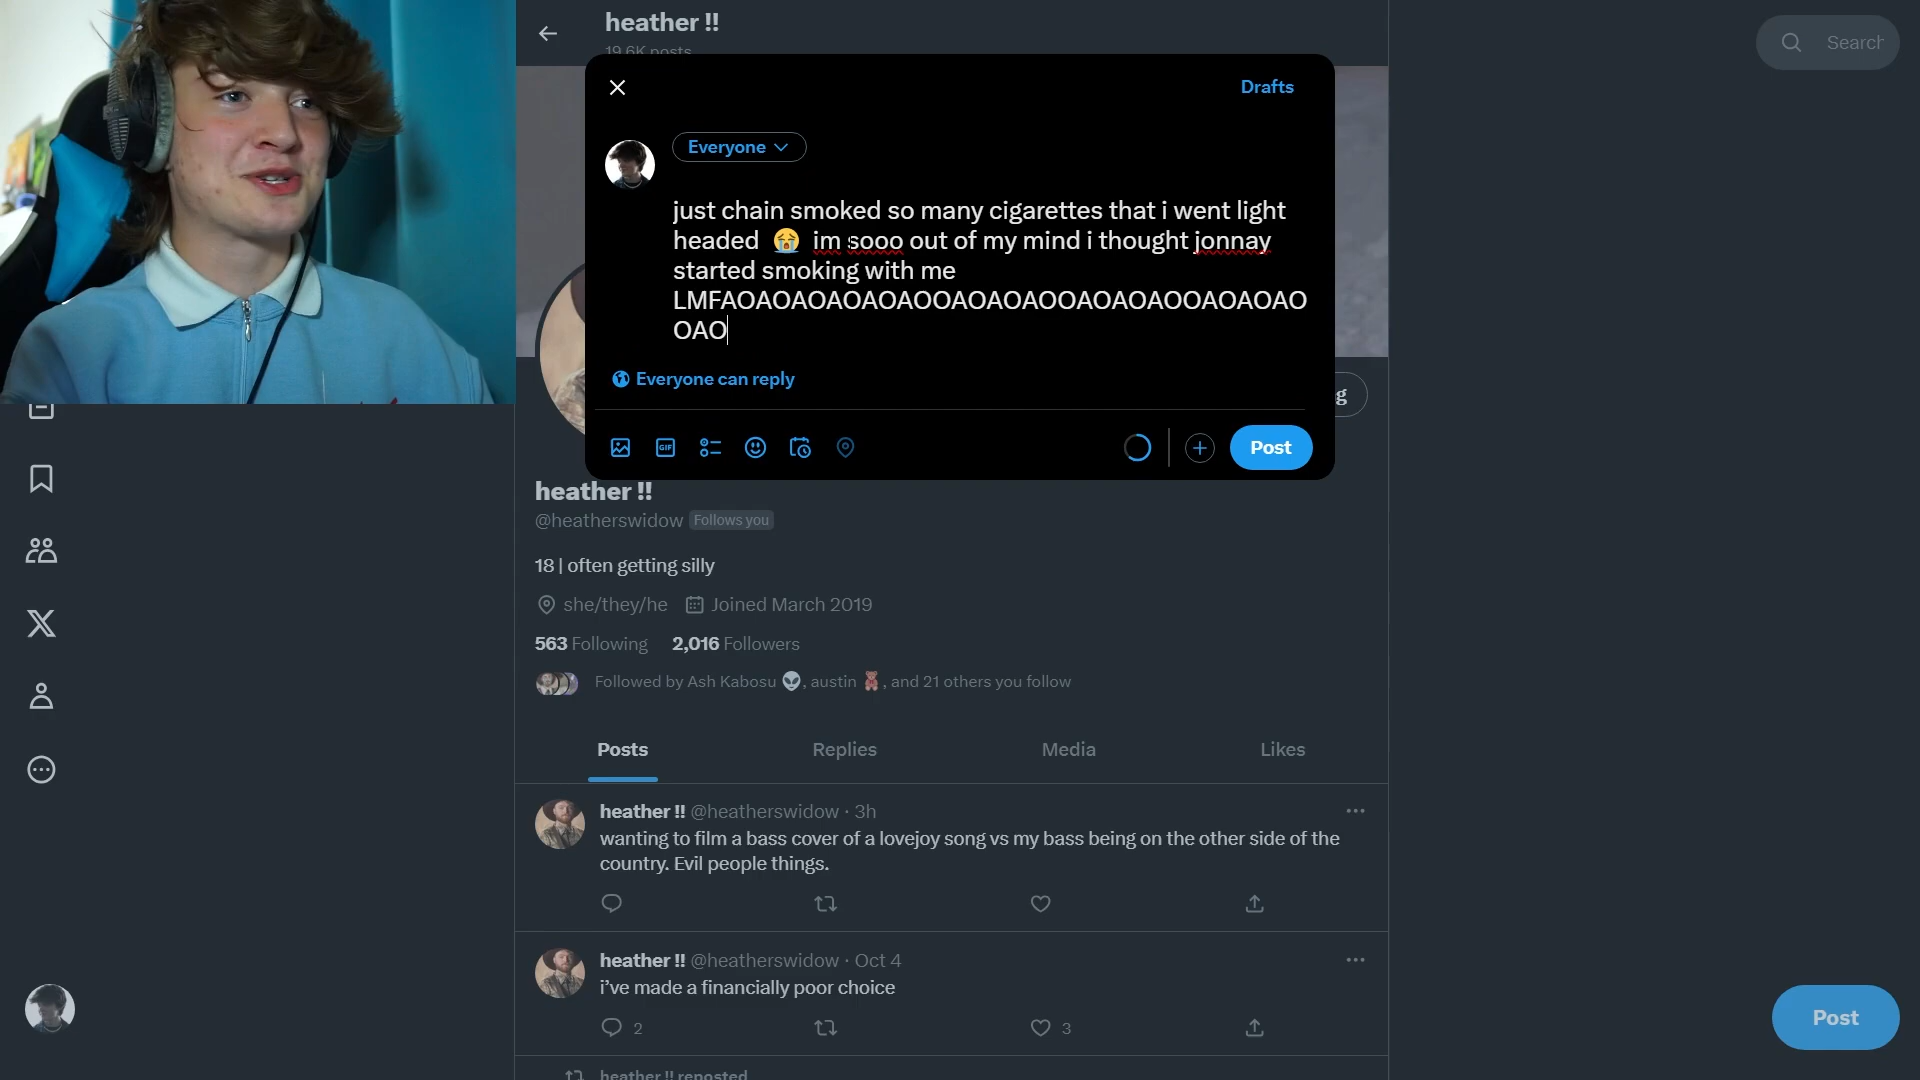 heather !!
19.6K posts
Search
Drafts
Everyone
just chain smoked so many cigarettes that i went light
headed 😭 im sooo out of my mind i thought jonnay
started smoking with me
LMFAOAOAOAOAOAOOAOAOAOOAOAOAOOAOAOAO
OAO
Everyone can reply
GIF
Post
g
heather !!
@heatherswidow Follows you
18 | often getting silly
she/they/he Joined March 2019
563 Following 2,016 Followers
Followed by Ash Kabosu 👽, austin 🧸, and 21 others you follow
Posts Replies Media Likes
heather !! @heatherswidow · 3h
wanting to film a bass cover of a lovejoy song vs my bass being on the other side of the
country. Evil people things.
heather !! @heatherswidow · Oct 4
i’ve made a financially poor choice
2 3
Post
heather !! reposted